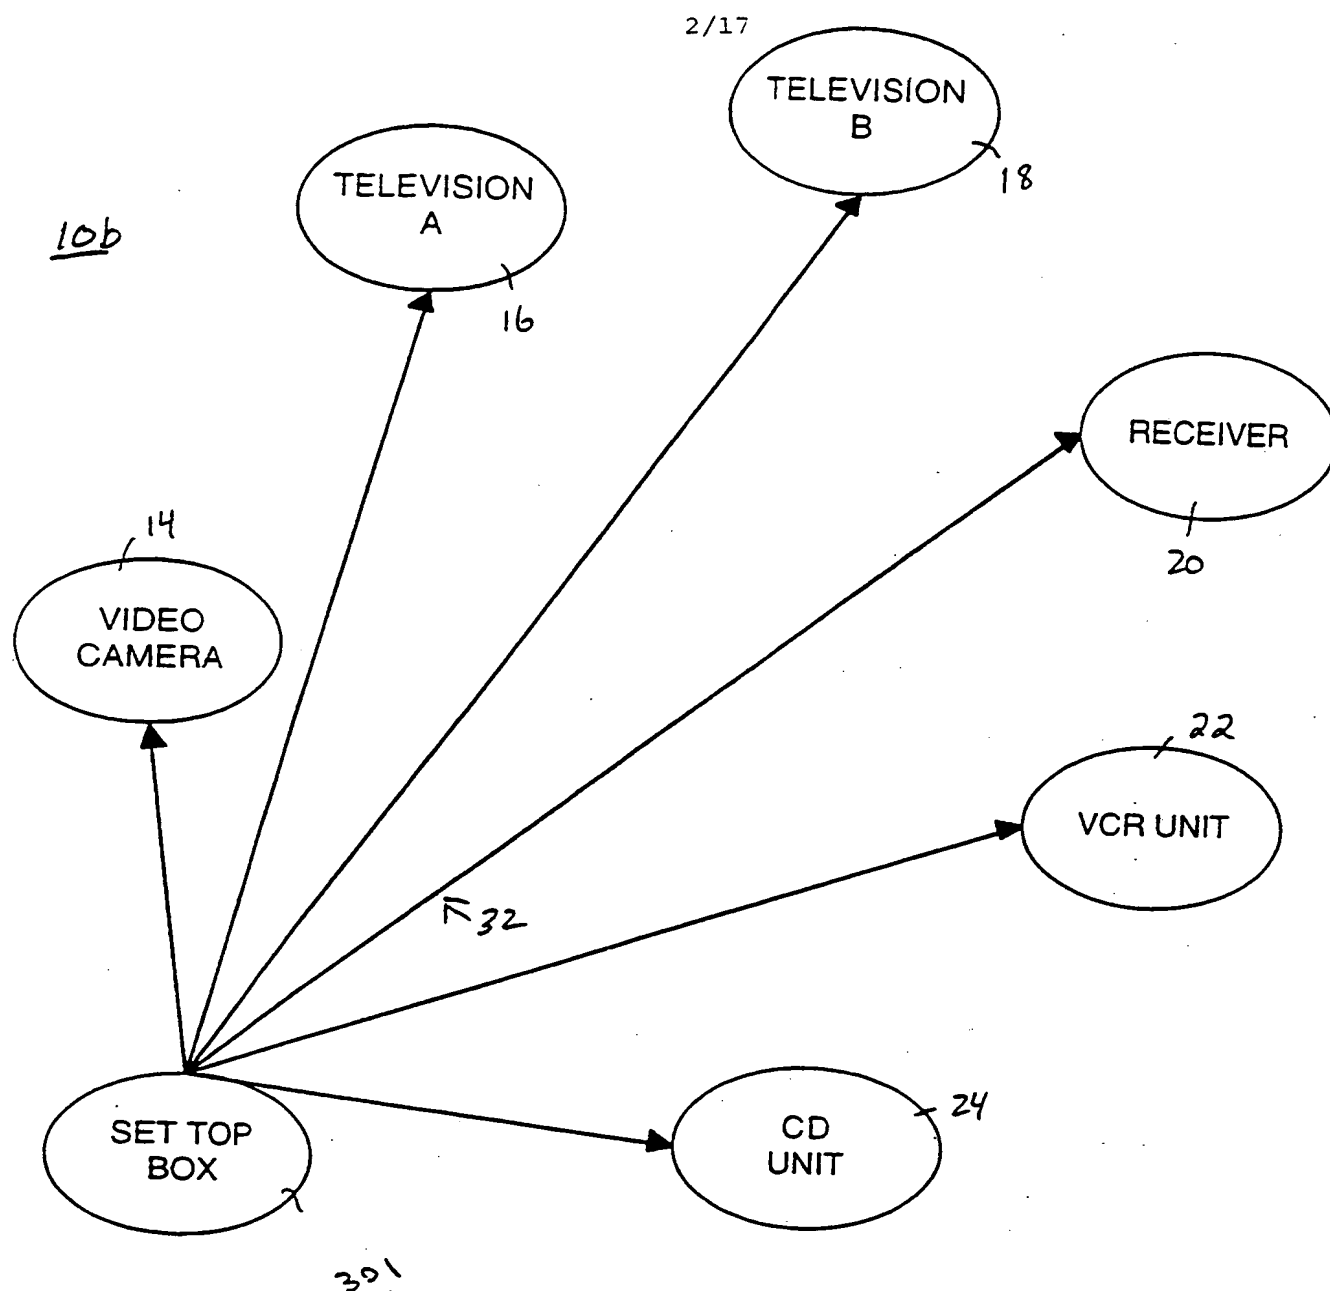 2/17
TELEVISION
B
18
TELEVISION
A
16
10b
RECEIVER
20
14
VIDEO
CAMERA
22
VCR UNIT
32
SET TOP
BOX
301
CD
UNIT
24